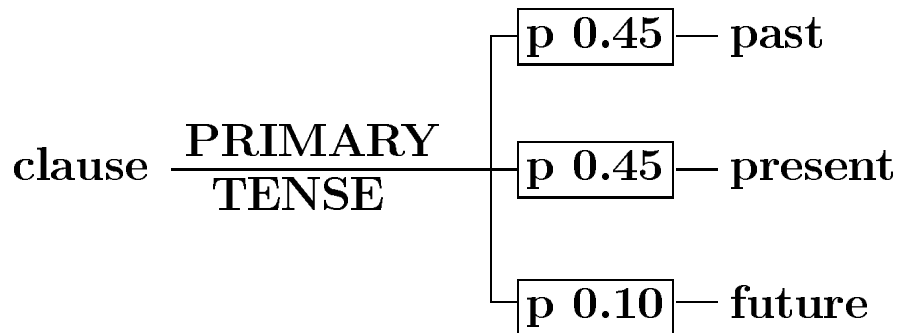 p 0.45 past
clause PRIMARY TENSE p 0.45 present
p 0.10 future